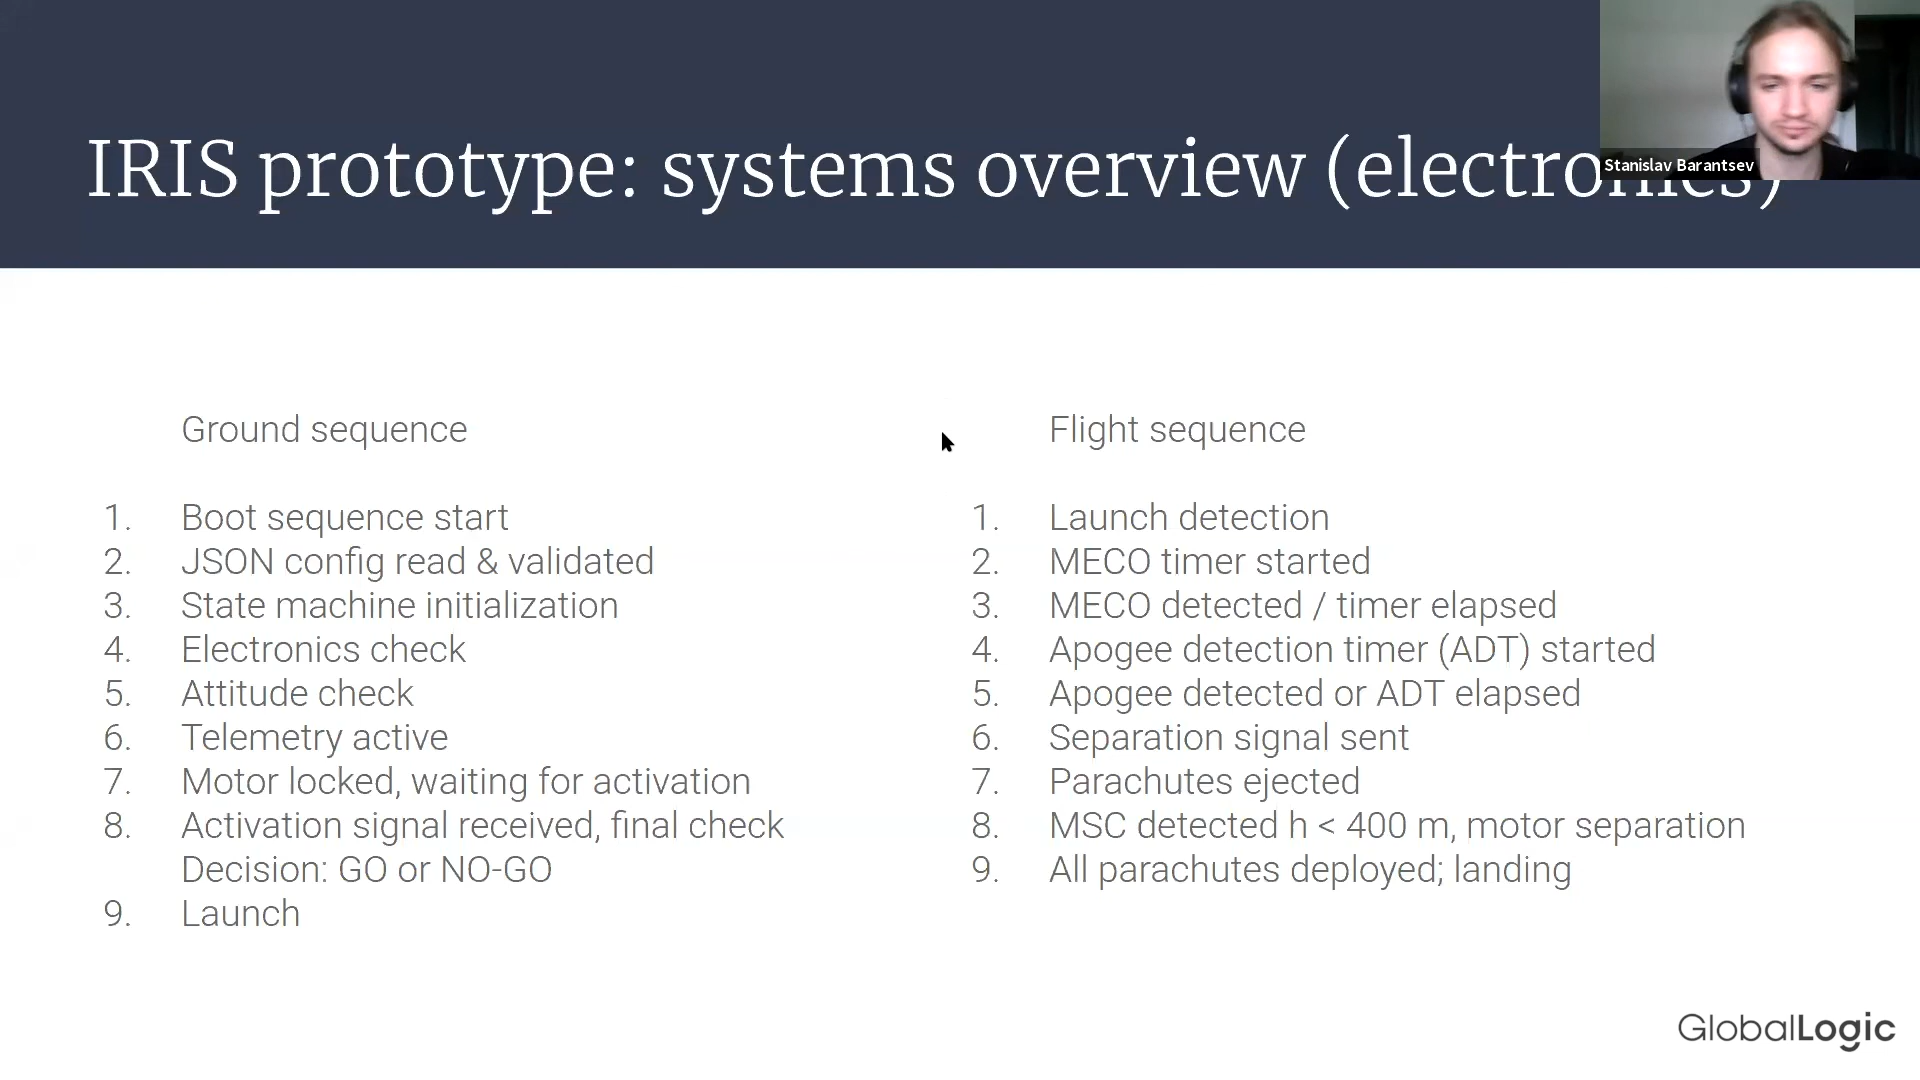 IRIS prototype: systems overview (electronics)
Stanislav Barantsev
Ground sequence
1. Boot sequence start
2. JSON config read & validated
3. State machine initialization
4. Electronics check
5. Attitude check
6. Telemetry active
7. Motor locked, waiting for activation
8. Activation signal received, final check
Decision: GO or NO-GO
9. Launch
Flight sequence
1. Launch detection
2. MECO timer started
3. MECO detected / timer elapsed
4. Apogee detection timer (ADT) started
5. Apogee detected or ADT elapsed
6. Separation signal sent
7. Parachutes ejected
8. MSC detected h < 400 m, motor separation
9. All parachutes deployed; landing
GlobalLogic